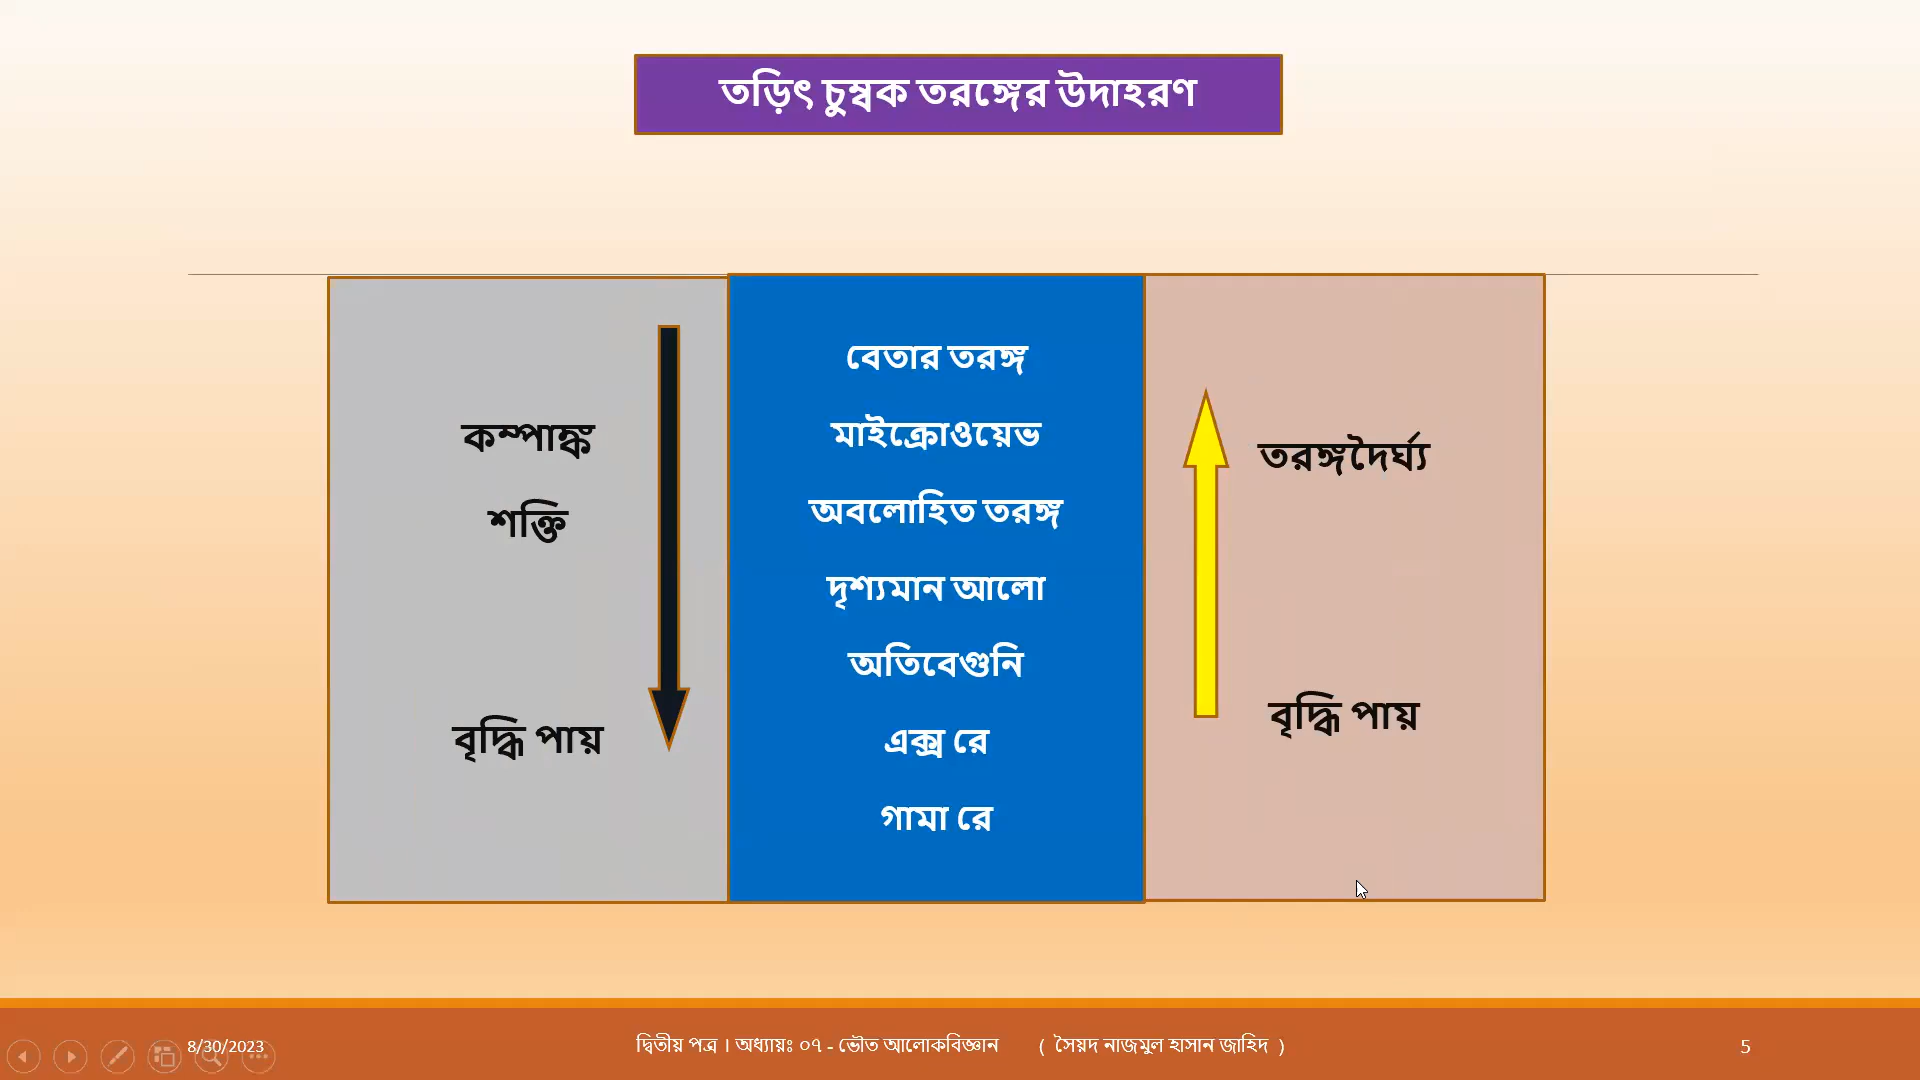 তড়িৎ চুম্বক তরঙ্গের উদাহরণ
কম্পাঙ্ক
শক্তি
বৃদ্ধি পায়
বেতার তরঙ্গ
মাইক্রোওয়েভ
অবলোহিত তরঙ্গ
দৃশ্যমান আলো
অতিবেগুনি
এক্স রে
গামা রে
তরঙ্গদৈর্ঘ্য
বৃদ্ধি পায়
8/30/2023
দ্বিতীয় পত্র । অধ্যায়ঃ ০৭ - ভৌত আলোকবিজ্ঞান ( সৈয়দ নাজমুল হাসান জাহিদ )
5